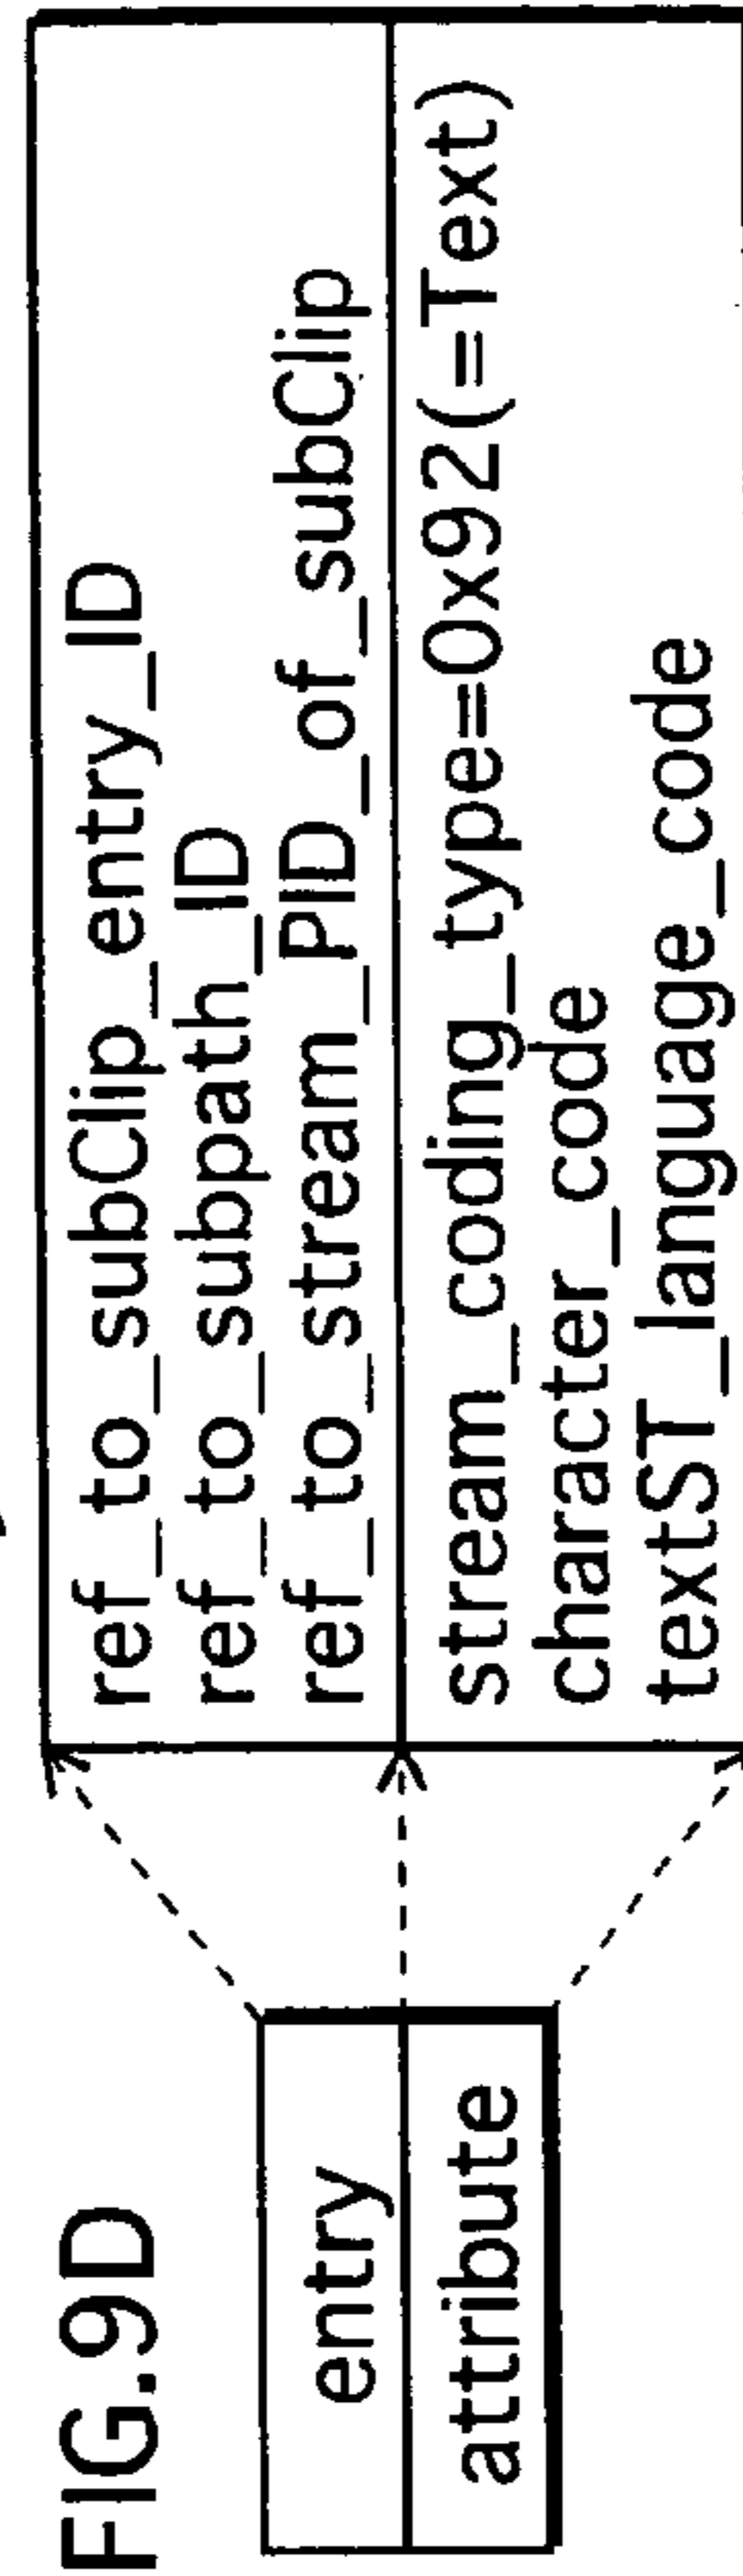 FIG.9D
entry
attribute
ref_to_subClip_entry_ID
ref_to_subpath_ID
ref_to_stream_PID_of_subClip
stream_coding_type=0x92(=Text)
character_code
textST_language_code